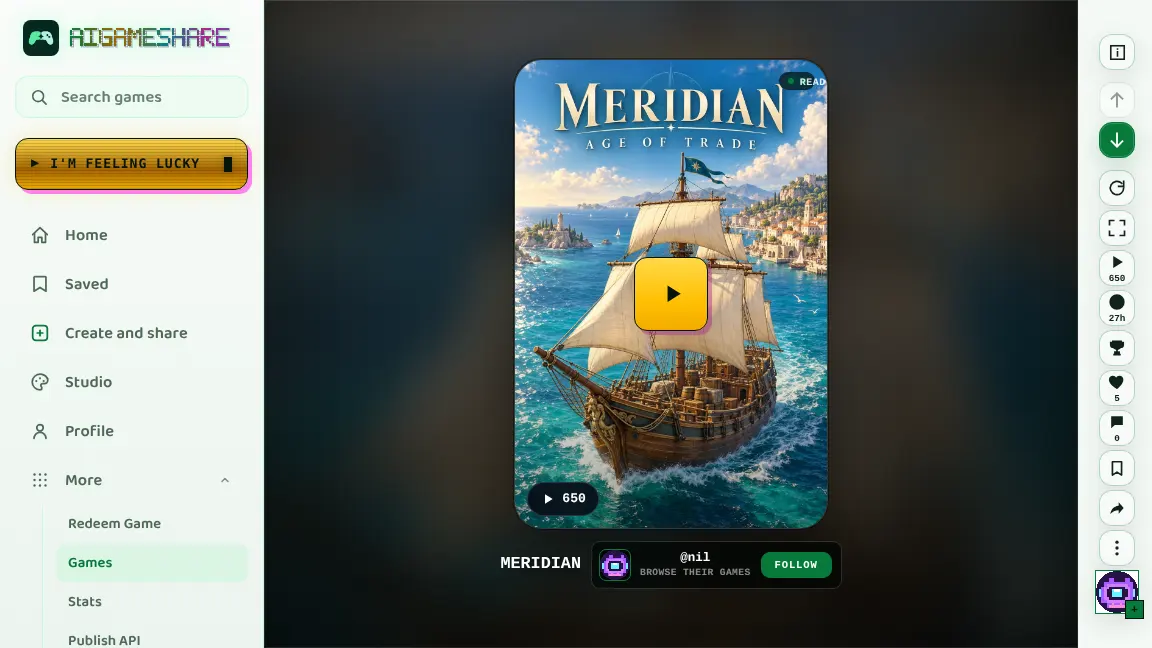 AIGAMESHARE
Search games
I'M FEELING LUCKY
Home
Saved
Create and share
Studio
Profile
More
Redeem Game
Games
Stats
Publish API
READ
MERIDIAN
AGE OF TRADE
650
MERIDIAN
@nil
BROWSE THEIR GAMES
FOLLOW
650
27h
5
0